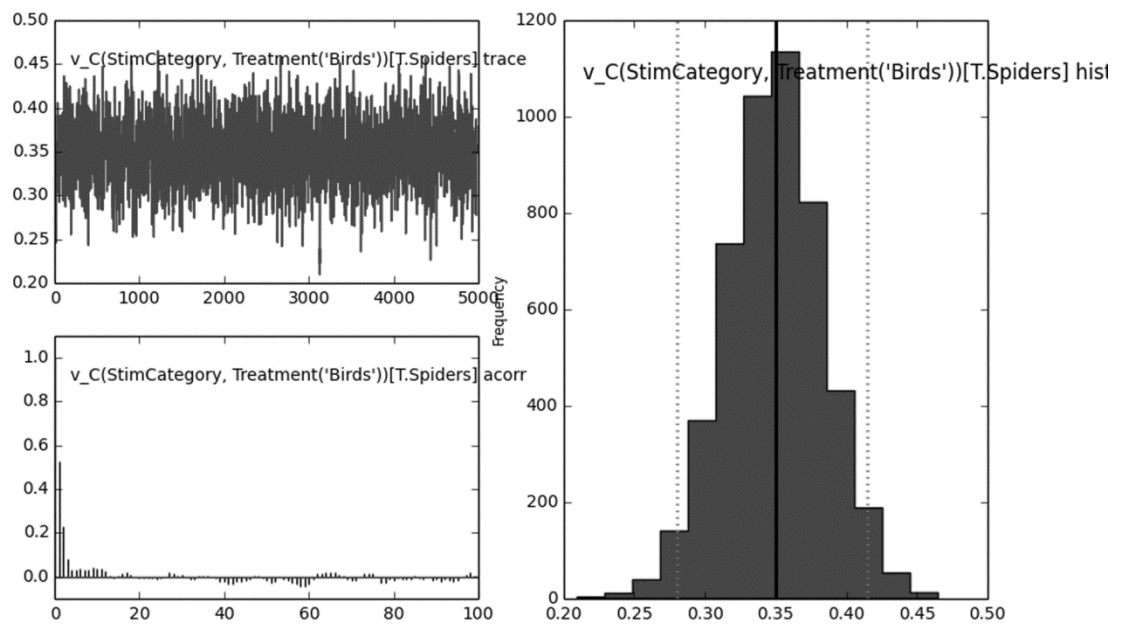 0.50
0.45
0.40
0.35
0.30
0.25
0.20
v_C(StimCategory, Treatment('Birds'))[T.Spiders] trace
0 1000 2000 3000 4000 5000
1.0
0.8
0.6
0.4
0.2
0.0
v_C(StimCategory, Treatment('Birds'))[T.Spiders] acorr
0 20 40 60 80 100
Frequency
1200
1000
800
600
400
200
0
v_C(StimCategory, Treatment('Birds'))[T.Spiders] hist
0.20 0.25 0.30 0.35 0.40 0.45 0.50